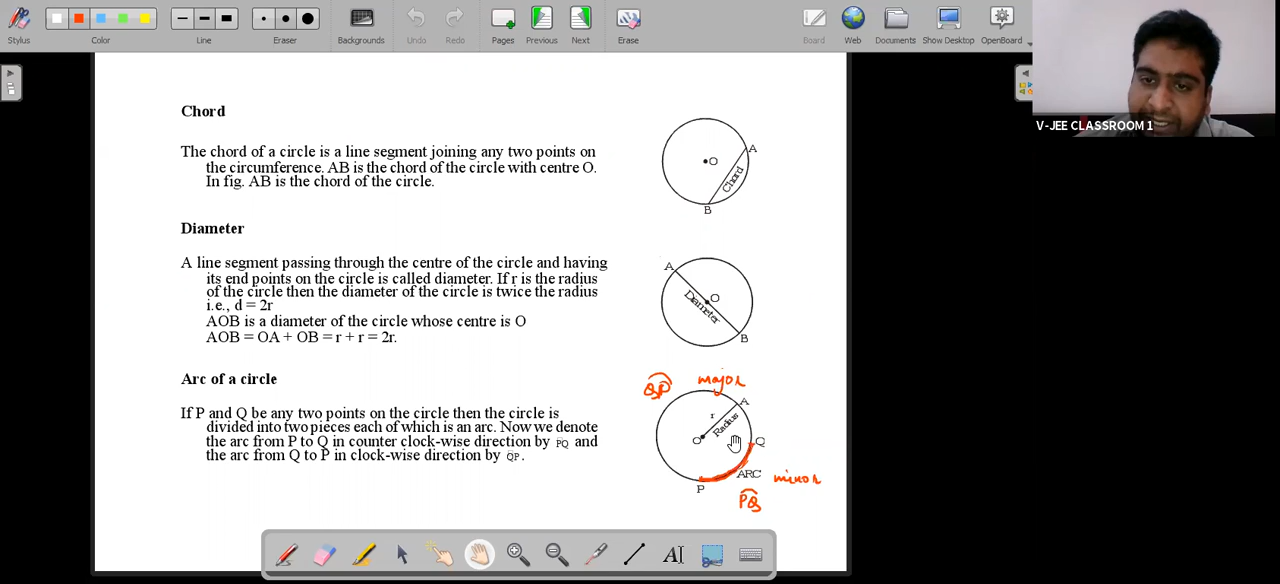 Stylus
Color
Line
Eraser
Backgrounds
Undo
Redo
Pages
Previous
Next
Erase
Board
Web
Documents
Show Desktop
OpenBoard
V-JEE CLASSROOM 1
Chord
The chord of a circle is a line segment joining any two points on
the circumference. AB is the chord of the circle with centre O.
In fig. AB is the chord of the circle.
O
A
Chord
B
Diameter
A line segment passing through the centre of the circle and having
its end points on the circle is called diameter. If r is the radius
of the circle then the diameter of the circle is twice the radius
i.e., d = 2r
AOB is a diameter of the circle whose centre is O
AOB = OA + OB = r + r = 2r.
A
O
Diameter
B
Arc of a circle
If P and Q be any two points on the circle then the circle is
divided into two pieces each of which is an arc. Now we denote
the arc from P to Q in counter clock-wise direction by PQ and
the arc from Q to P in clock-wise direction by QP.
QP major
A
r
Radius
O
Q
ARC minor
P
PQ
A